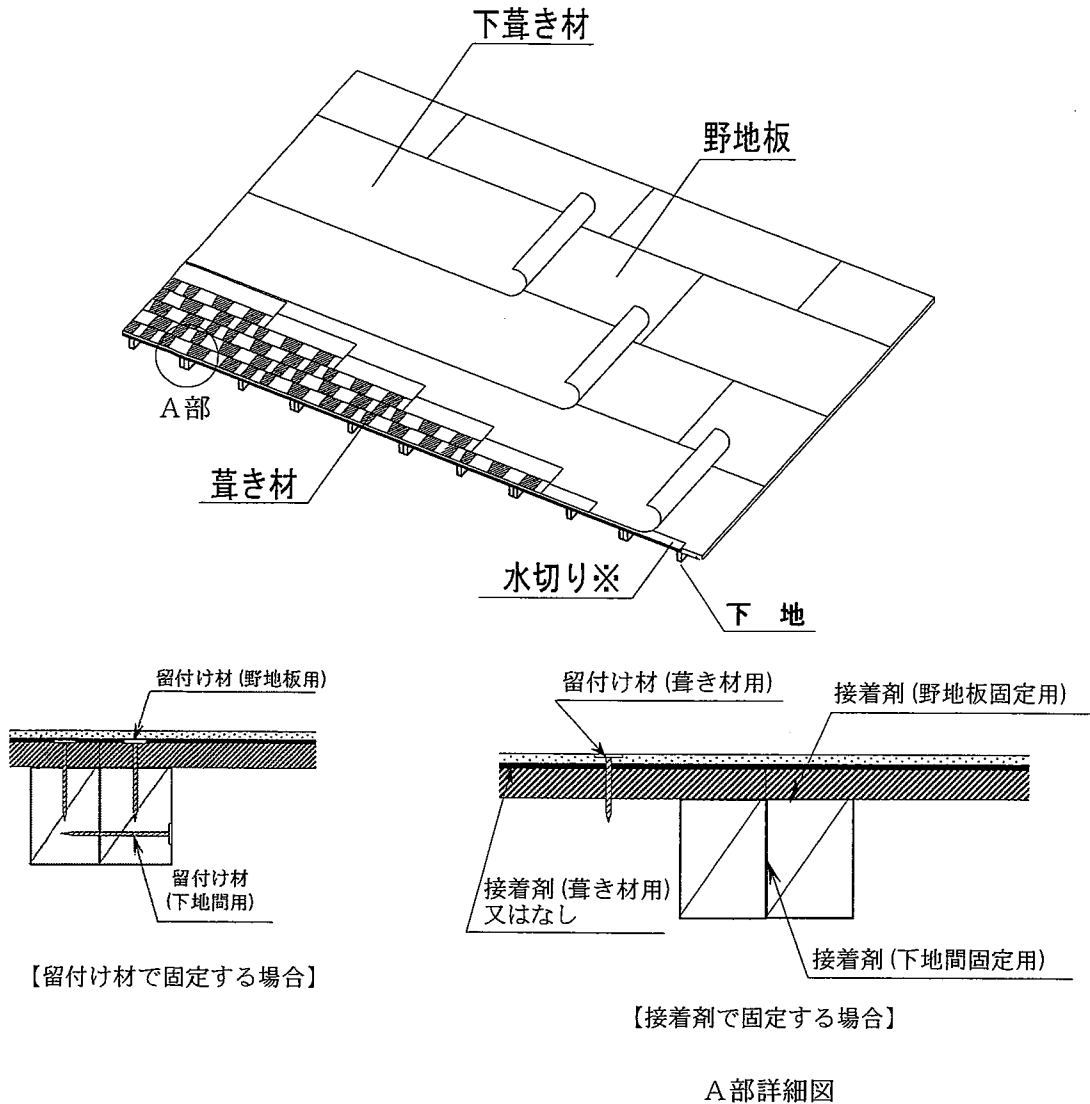 下葺き材
野地板
A部
葺き材
水切り※
下 地
留付け材(野地板用)
留付け材
(下地間用)
【留付け材で固定する場合】
留付け材(葺き材用)
接着剤(野地板固定用)
接着剤(葺き材用)
又はなし
接着剤(下地間固定用)
【接着剤で固定する場合】
A部詳細図